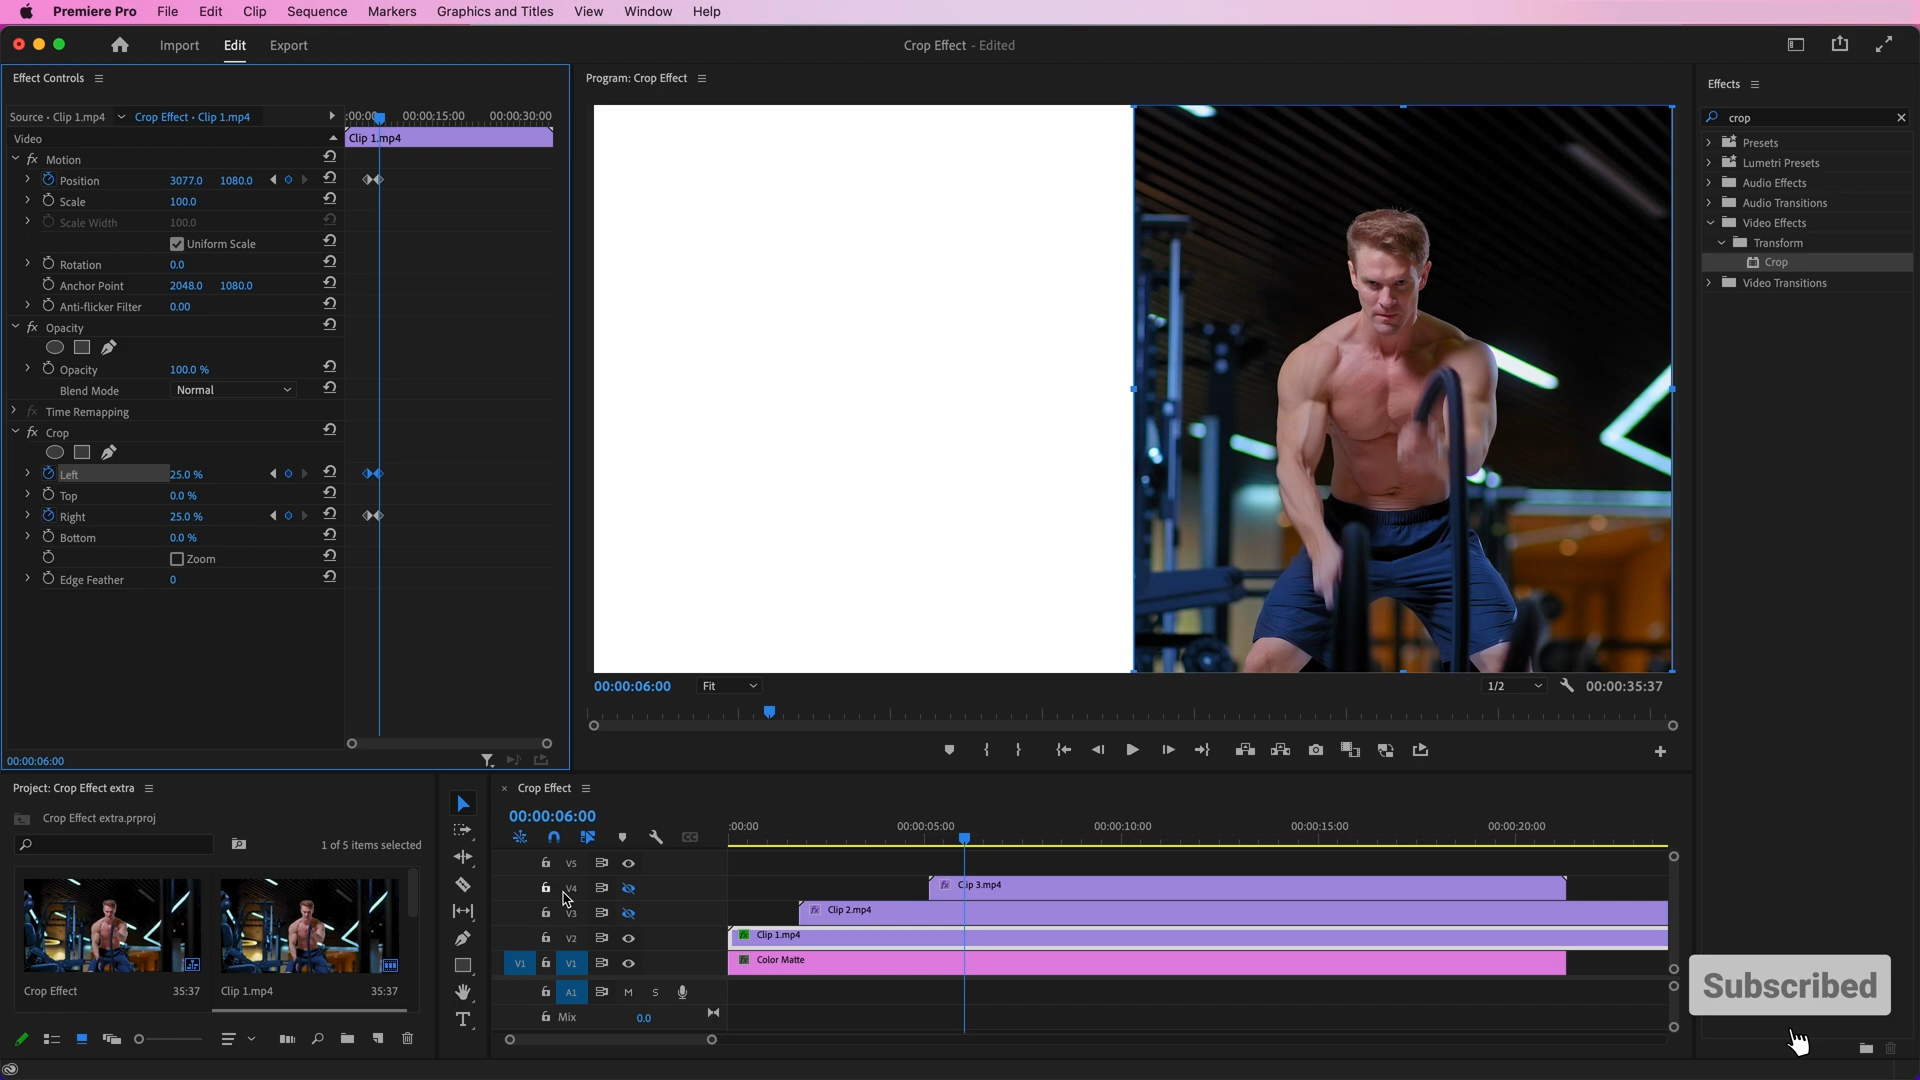 Premiere Pro File Edit Clip Sequence Markers Graphics and Titles View Window Help
Import Edit Export
Crop Effect - Edited
Effect Controls
Source • Clip 1.mp4 Crop Effect • Clip 1.mp4
:00:00 00:00:15:00 00:00:30:00
Video
Clip 1.mp4
fx Motion
Position 3077.0 1080.0
Scale 100.0
Scale Width 100.0
Uniform Scale
Rotation 0.0
Anchor Point 2048.0 1080.0
Anti-flicker Filter 0.00
fx Opacity
Opacity 100.0 %
Blend Mode Normal
fx Time Remapping
fx Crop
Left 25.0 %
Top 0.0 %
Right 25.0 %
Bottom 0.0 %
Zoom
Edge Feather 0
00:00:06:00
Program: Crop Effect
00:00:06:00 Fit 1/2 00:00:35:37
Effects
crop
Presets
Lumetri Presets
Audio Effects
Audio Transitions
Video Effects
Transform
Crop
Video Transitions
Project: Crop Effect extra
Crop Effect extra.prproj
1 of 5 items selected
Crop Effect 35:37
Clip 1.mp4 35:37
Crop Effect
00:00:06:00
:00:00 00:00:05:00 00:00:10:00 00:00:15:00 00:00:20:00
V5
V4 fx Clip 3.mp4
V3 fx Clip 2.mp4
V2 fx Clip 1.mp4
V1 V1 fx Color Matte
A1 M S
Mix 0.0
T
CC
Subscribed